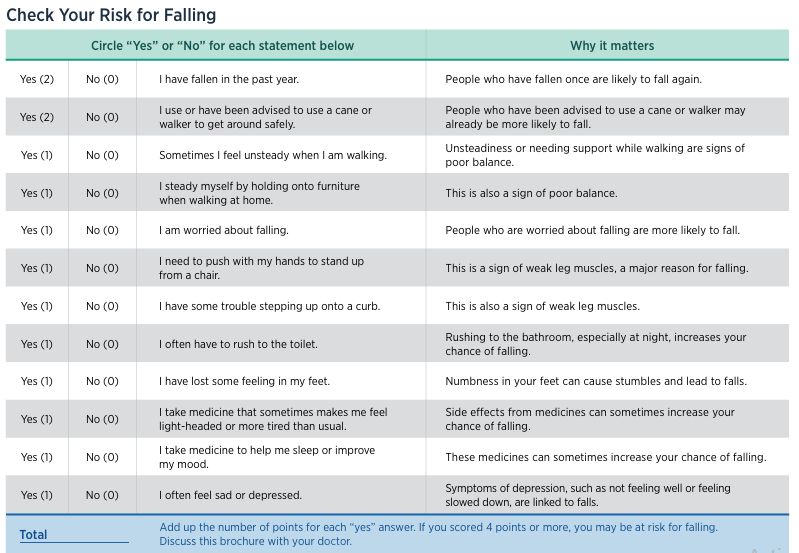 Check Your Risk for Falling
Circle “Yes” or “No” for each statement below
Why it matters
Yes (2) No (0) I have fallen in the past year. People who have fallen once are likely to fall again.
Yes (2) No (0) I use or have been advised to use a cane or
walker to get around safely.
People who have been advised to use a cane or walker may
already be more likely to fall.
Yes (1) No (0) Sometimes I feel unsteady when I am walking.
Unsteadiness or needing support while walking are signs of
poor balance.
Yes (1) No (0) I steady myself by holding onto furniture
when walking at home.
This is also a sign of poor balance.
Yes (1) No (0) I am worried about falling. People who are worried about falling are more likely to fall.
Yes (1) No (0) I need to push with my hands to stand up
from a chair.
This is a sign of weak leg muscles, a major reason for falling.
Yes (1) No (0) I have some trouble stepping up onto a curb. This is also a sign of weak leg muscles.
Yes (1) No (0) I often have to rush to the toilet.
Rushing to the bathroom, especially at night, increases your
chance of falling.
Yes (1) No (0) I have lost some feeling in my feet. Numbness in your feet can cause stumbles and lead to falls.
Yes (1) No (0) I take medicine that sometimes makes me feel
light-headed or more tired than usual.
Side effects from medicines can sometimes increase your
chance of falling.
Yes (1) No (0) I take medicine to help me sleep or improve
my mood.
These medicines can sometimes increase your chance of falling.
Yes (1) No (0) I often feel sad or depressed.
Symptoms of depression, such as not feeling well or feeling
slowed down, are linked to falls.
Total
Add up the number of points for each “yes” answer. If you scored 4 points or more, you may be at risk for falling.
Discuss this brochure with your doctor.